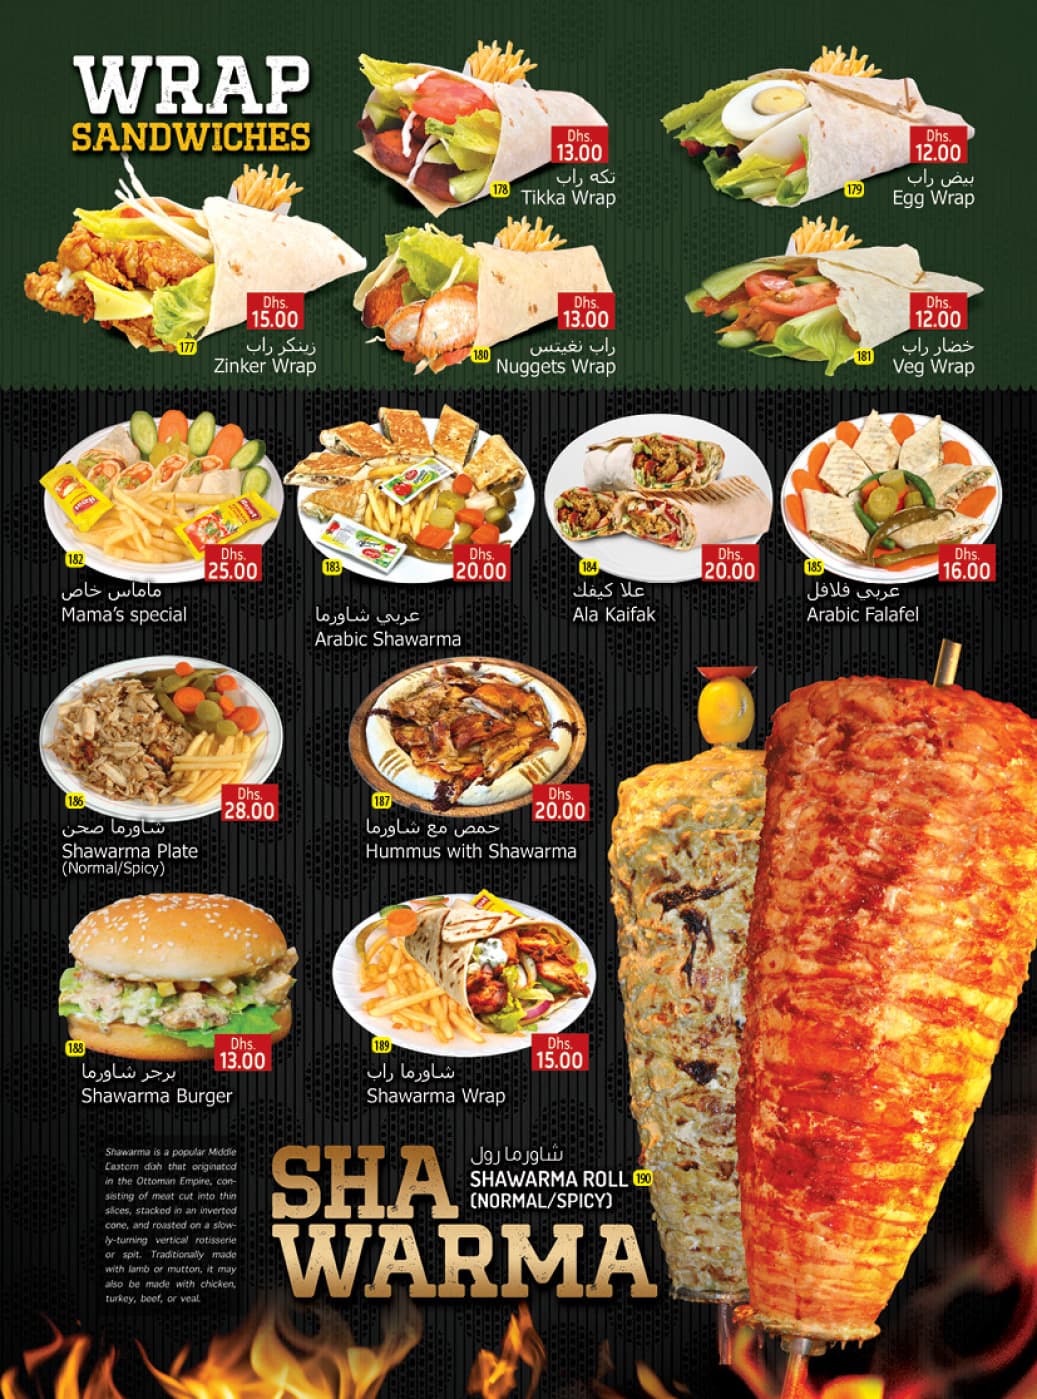 WRAP
SANDWICHES
Dhs.
13.00
178
تكه راب
Tikka Wrap
Dhs.
12.00
179
بيض راب
Egg Wrap
Dhs.
15.00
177
زينكر راب
Zinker Wrap
Dhs.
13.00
180
راب نغيتس
Nuggets Wrap
Dhs.
12.00
181
خضار راب
Veg Wrap
182
Dhs.
25.00
ماماس خاص
Mama's special
183
Dhs.
20.00
عربي شاورما
Arabic Shawarma
184
Dhs.
20.00
علا كيفك
Ala Kaifak
185
Dhs.
16.00
عربي فلافل
Arabic Falafel
186
Dhs.
28.00
شاورما صحن
Shawarma Plate
(Normal/Spicy)
187
Dhs.
20.00
حمص مع شاورما
Hummus with Shawarma
188
Dhs.
13.00
برجر شاورما
Shawarma Burger
189
Dhs.
15.00
شاورما راب
Shawarma Wrap
Shawarma is a popular Middle
Eastern dish that originated
in the Ottoman Empire, con-
sisting of meat cut into thin
slices, stacked in an inverted
cone, and roasted on a slow-
ly-turning vertical rotisserie
or spit. Traditionally made
with lamb or mutton, it may
also be made with chicken,
turkey, beef, or veal.
SHA
WARMA
شاورما رول
SHAWARMA ROLL 190
(NORMAL/SPICY)